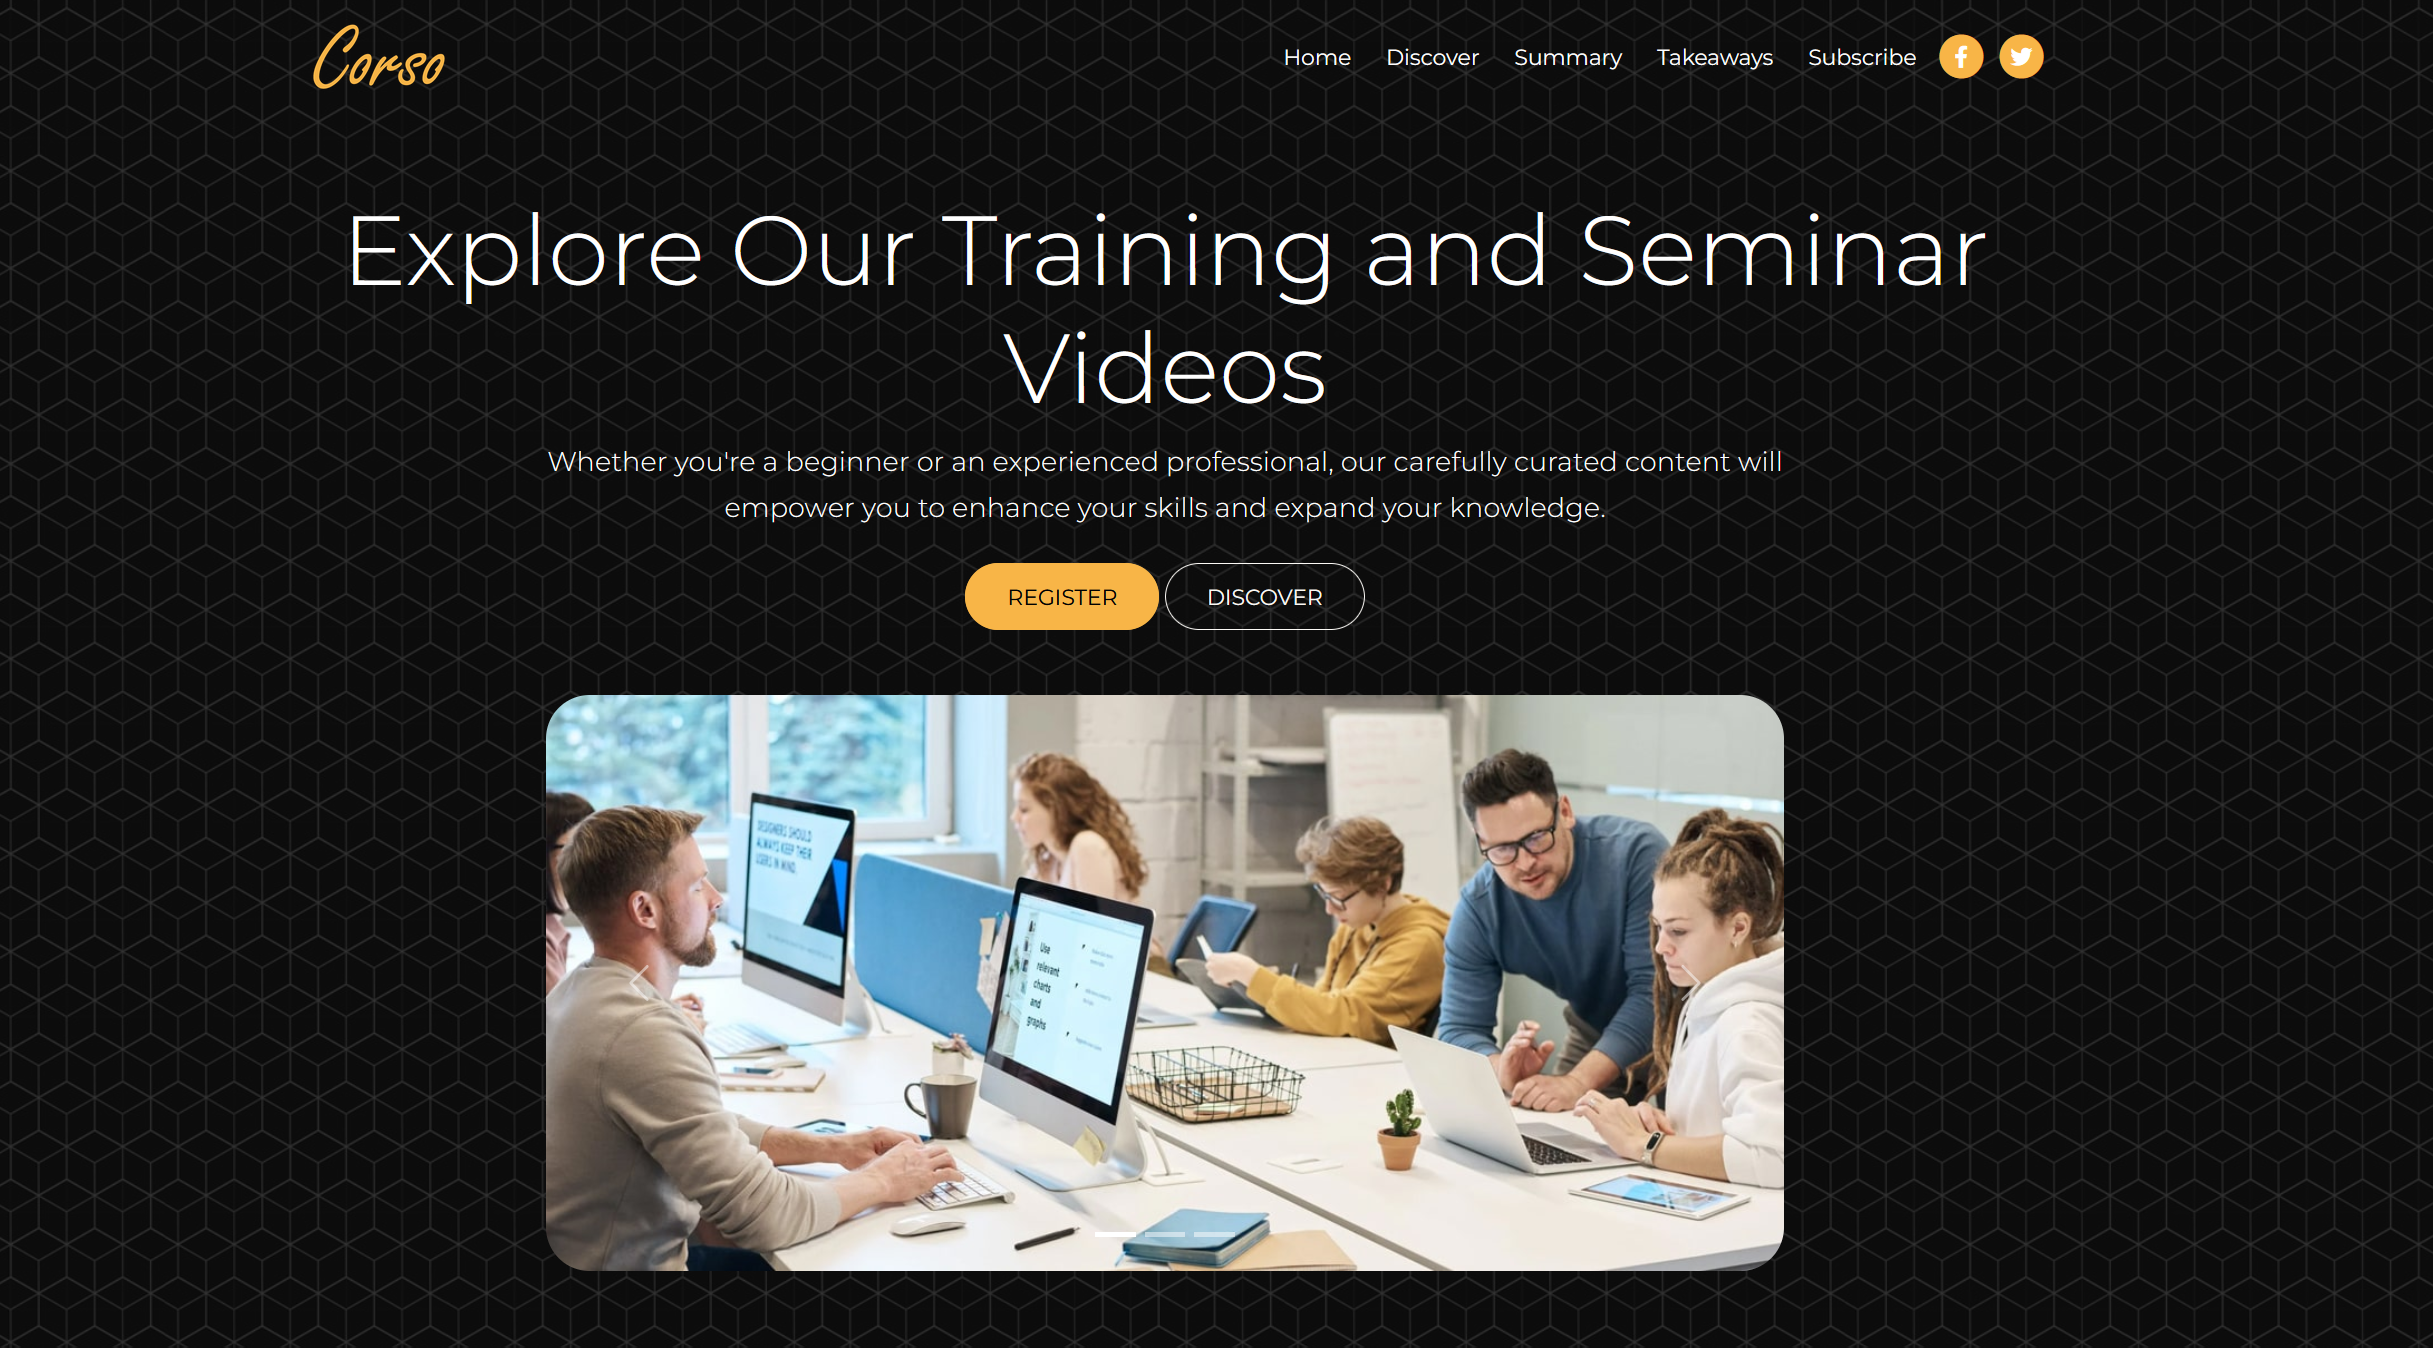 Corso
Home Discover Summary Takeaways Subscribe
Explore Our Training and Seminar
Videos
Whether you're a beginner or an experienced professional, our carefully curated content will
empower you to enhance your skills and expand your knowledge.
REGISTER DISCOVER
DESIGNERS SHOULD
ALWAYS KEEP THEIR
USERS IN MIND.
Use
relevant
charts
and
graphs